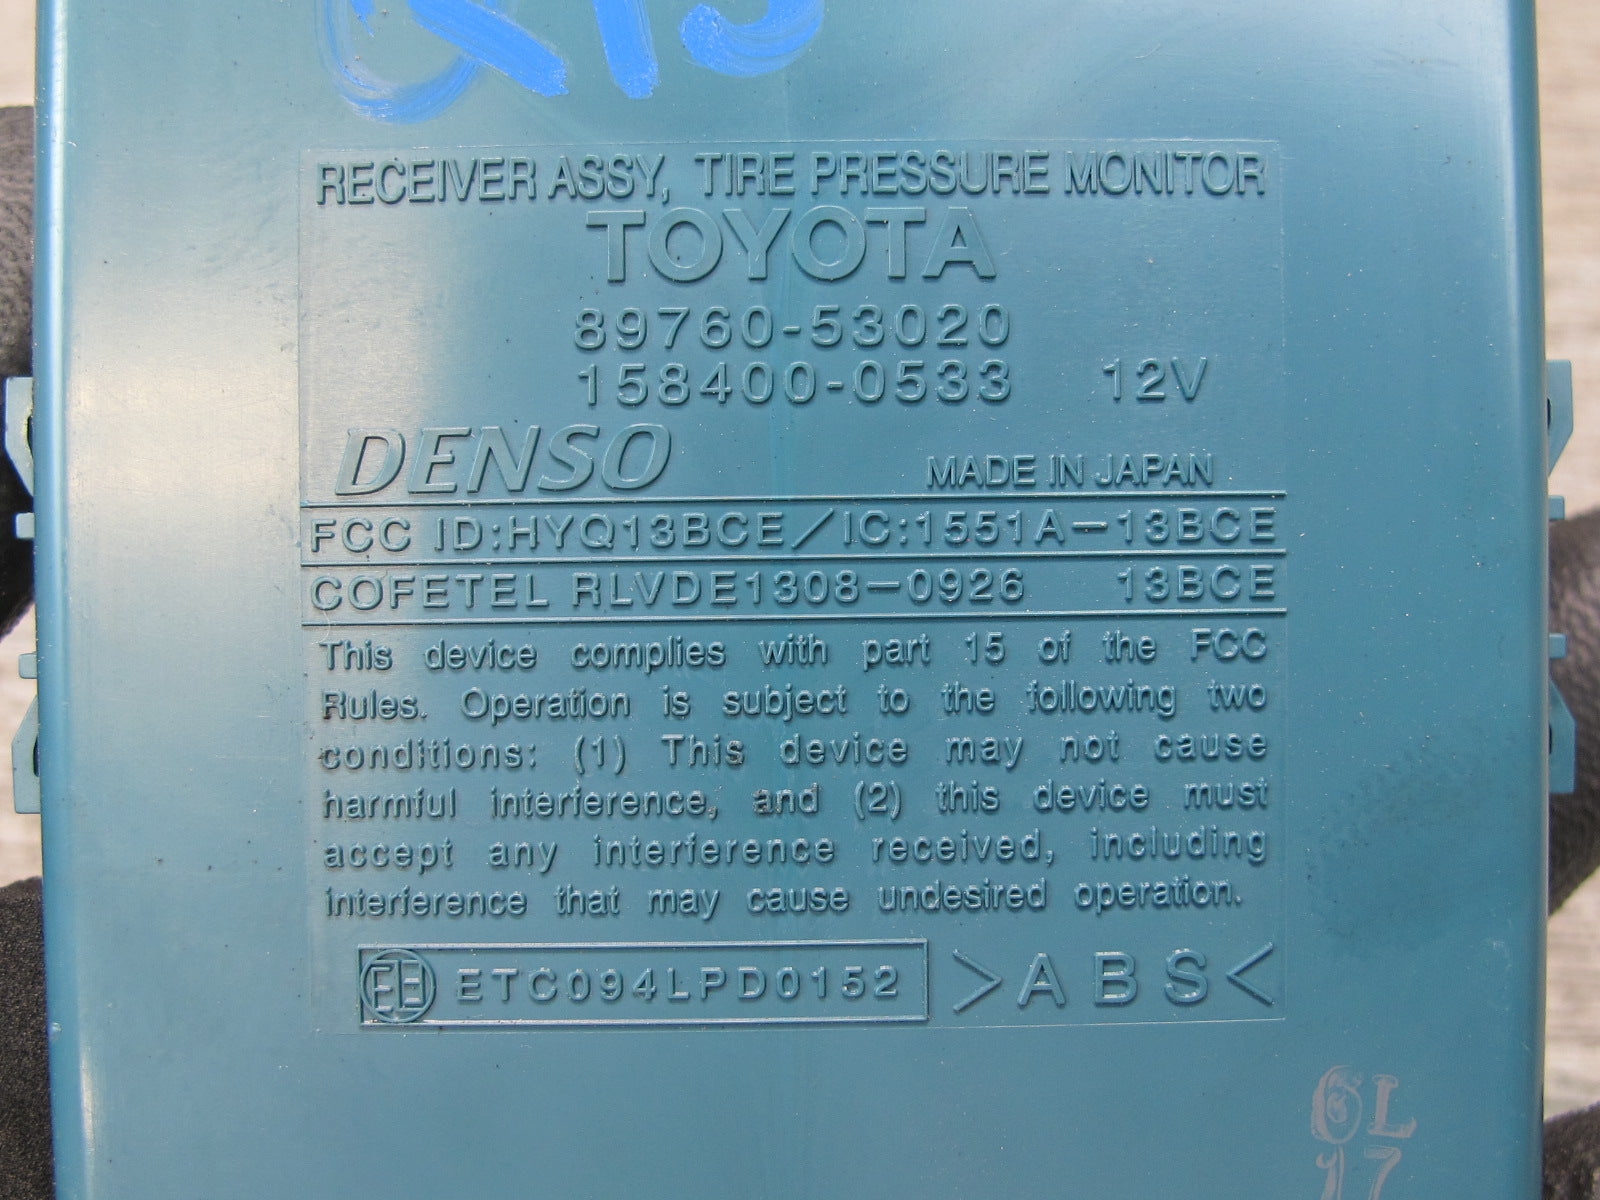 RECEIVER ASSY, TIRE PRESSURE MONITOR
TOYOTA
89760-53020
158400-0533 12V
DENSO MADE IN JAPAN
FCC ID:HYQ13BCE/IC:1551A-13BCE
COFETEL RLVDE1308-0926 13BCE
This device complies with part 15 of the FCC
Rules. Operation is subject to the following two
conditions: (1) This device may not cause
harmful interference, and (2) this device must
accept any interference received, including
interference that may cause undesired operation.
ETC094LPD0152 >ABS<
6L
17